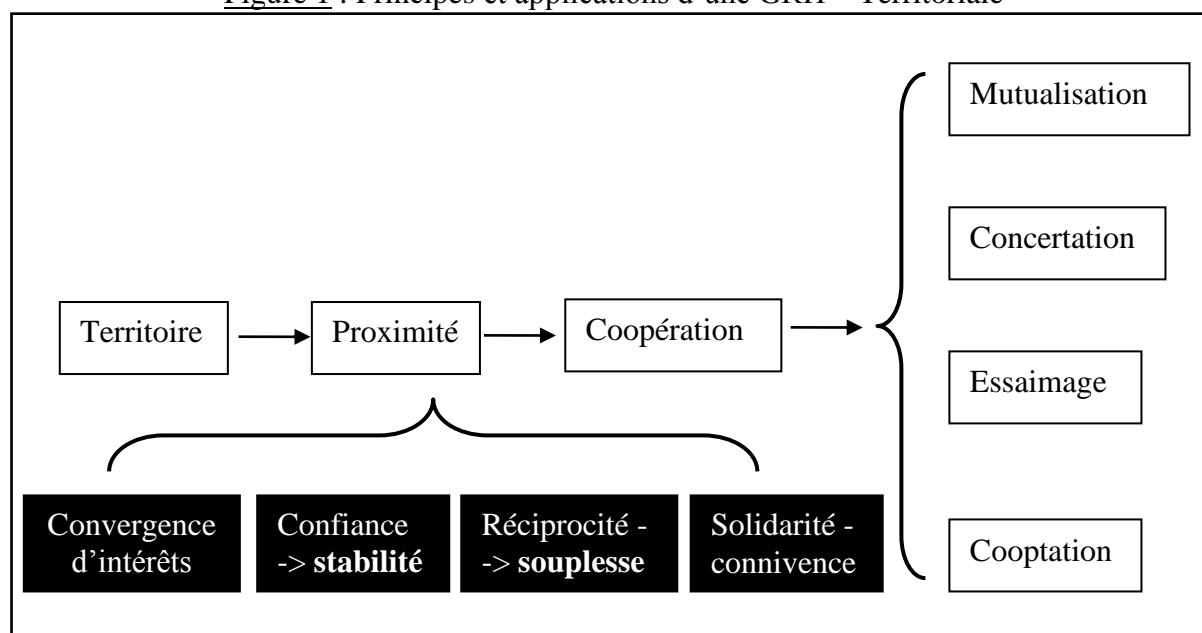 Figure 1 : Principes et applications d'une GRH – Territoriale
Mutualisation
Concertation
Territoire
Proximité
Coopération
Essaimage
Convergence
d'intérêts
Confiance
-> stabilité
Réciprocité -
-> souplesse
Solidarité -
connivence
Cooptation